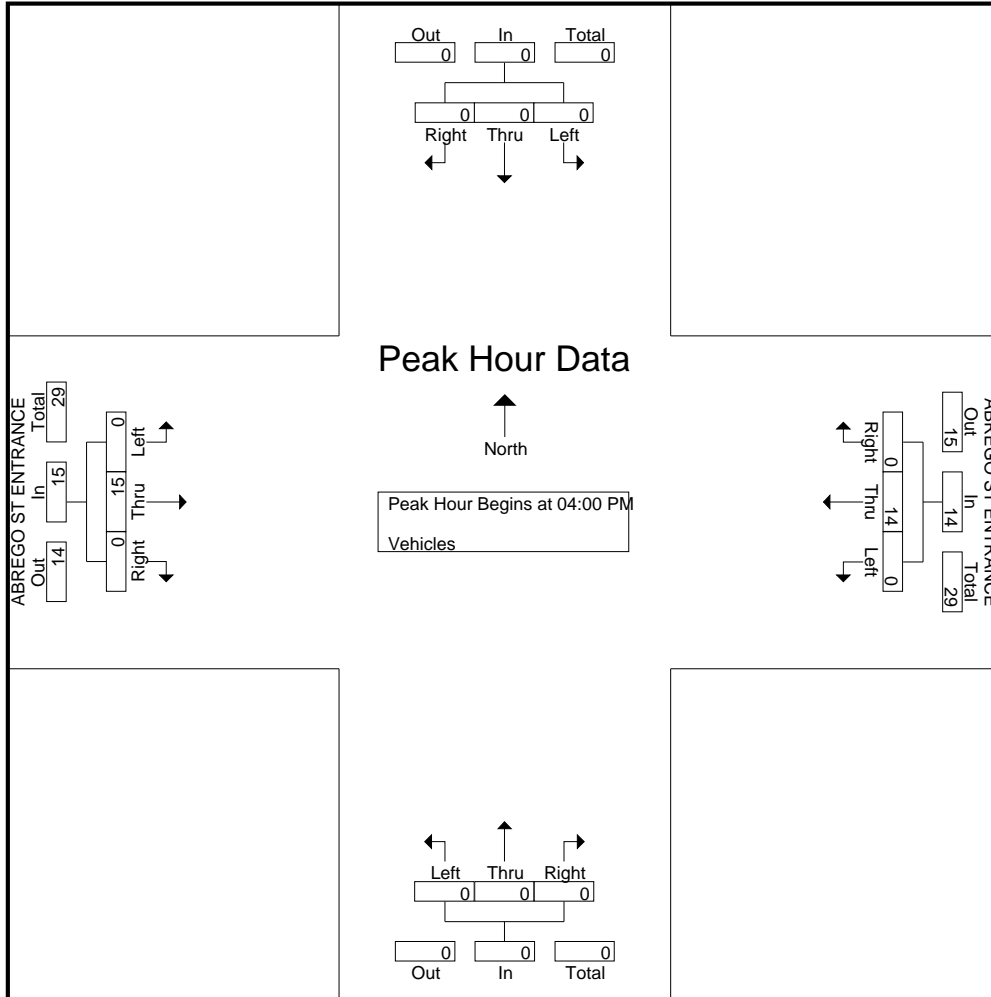 Out In Total
0 0 0
0 0 0
Right Thru Left
Peak Hour Data
North
Peak Hour Begins at 04:00 PM
Vehicles
ABREGO ST ENTRANCE
Total In Out
29 15 14
0 15 0
Left Thru Right
ABREGO ST ENTRANCE
Out In Total
15 14 29
0 14 0
Right Thru Left
Left Thru Right
0 0 0
0 0 0
Out In Total